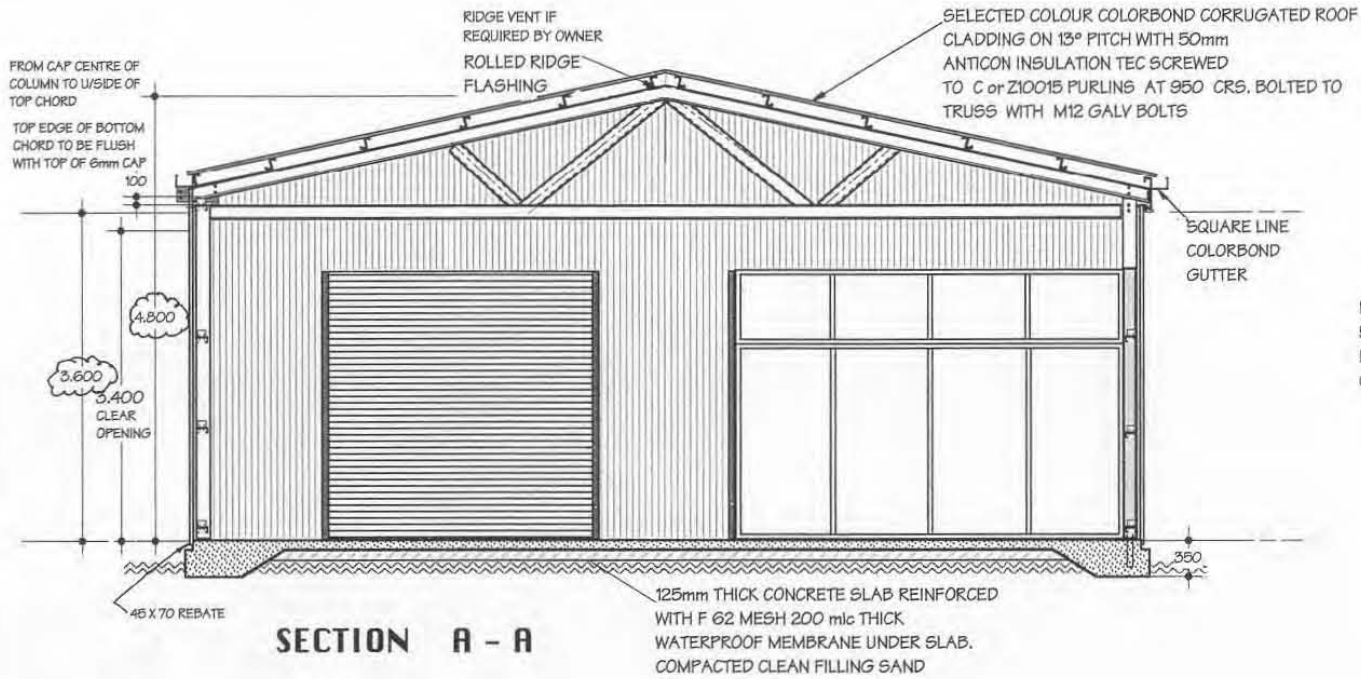 RIDGE VENT IF
REQUIRED BY OWNER
ROLLED RIDGE
FLASHING
SELECTED COLOUR COLORBOND CORRUGATED ROOF
CLADDING ON 13° PITCH WITH 50mm
ANTICON INSULATION TEC SCREWED
TO C or Z10015 PURLING AT 950 CRS. BOLTED TO
TRUSS WITH M12 GALV BOLTS
FROM CAP CENTRE OF
COLUMN TO U/SIDE OF
TOP CHORD
TOP EDGE OF BOTTOM
CHORD TO BE FLUSH
WITH TOP OF 6mm CAP
100
SQUARE LINE
COLORBOND
GUTTER
4.800
3.600
3.400
CLEAR
OPENING
350
45 X 70 REBATE
125mm THICK CONCRETE SLAB REINFORCED
WITH F 62 MESH 200 mic THICK
WATERPROOF MEMBRANE UNDER SLAB.
COMPACTED CLEAN FILLING SAND
SECTION A - A